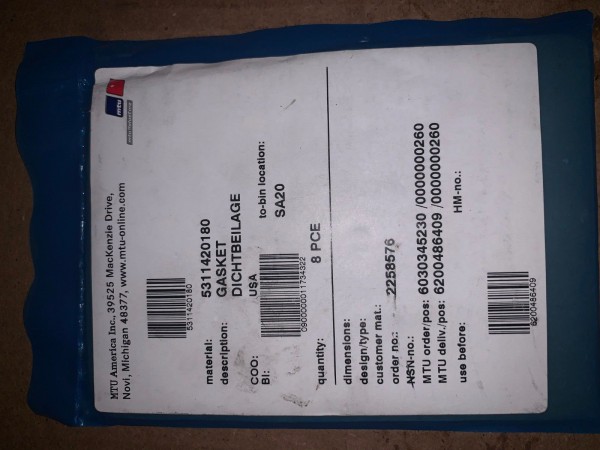 MTU America Inc., 39525 MacKenzie Drive,
Novi, Michigan 48377, www.mtu-online.com
mtu
5311420180
material: 5311420180
description: GASKET
DICHTBEILAGE
COO: USA
BI: to-bin location:
0900000011734322 SA20
quantity: 8 PCE
dimensions:
design/type:
customer mat.:
order no.: 2258576
NSN-no.:
MTU order/pos: 6030345230 /0000000260
MTU deliv./pos: 6200486409 /0000000260
use before: HM-no.:
6200486409